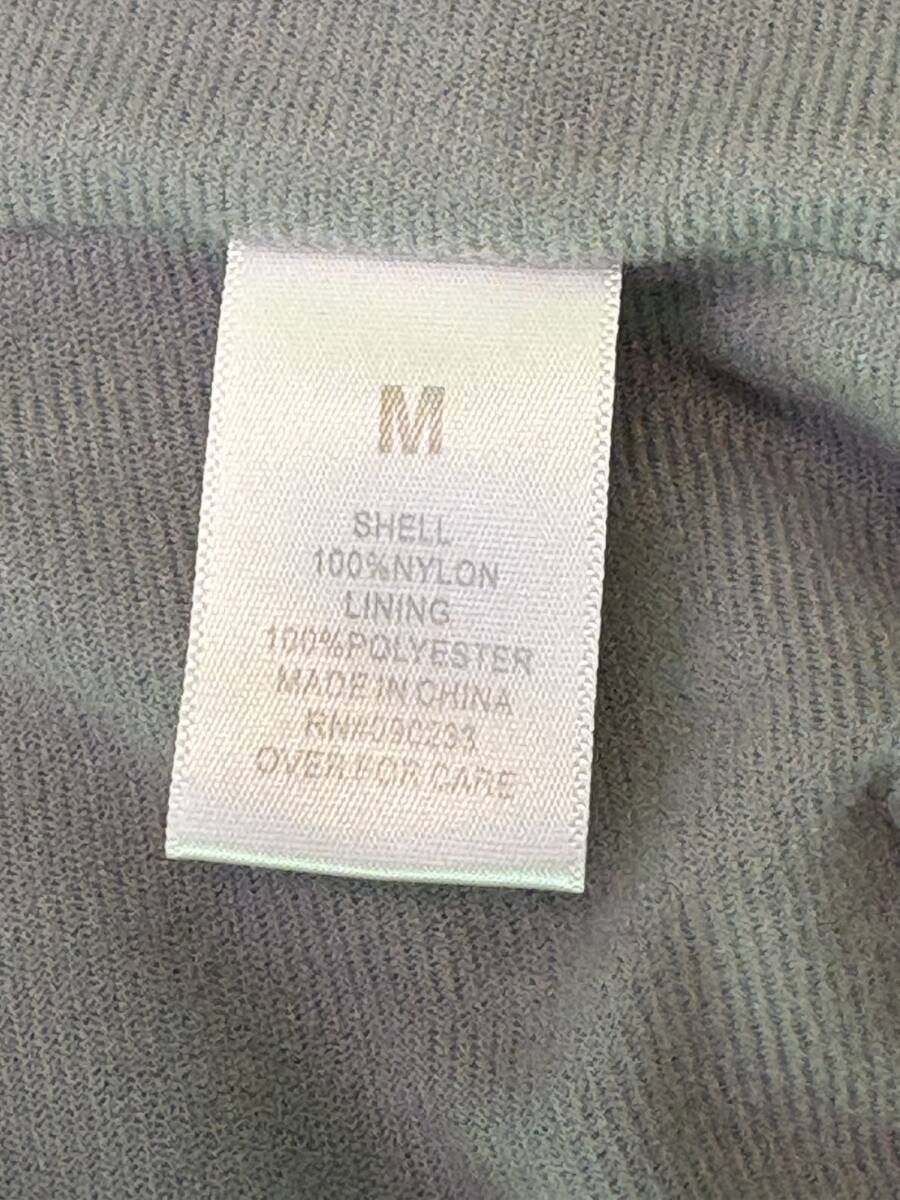 M
SHELL
100%NYLON
LINING
100%POLYESTER
MADE IN CHINA
OVER FOR CARE